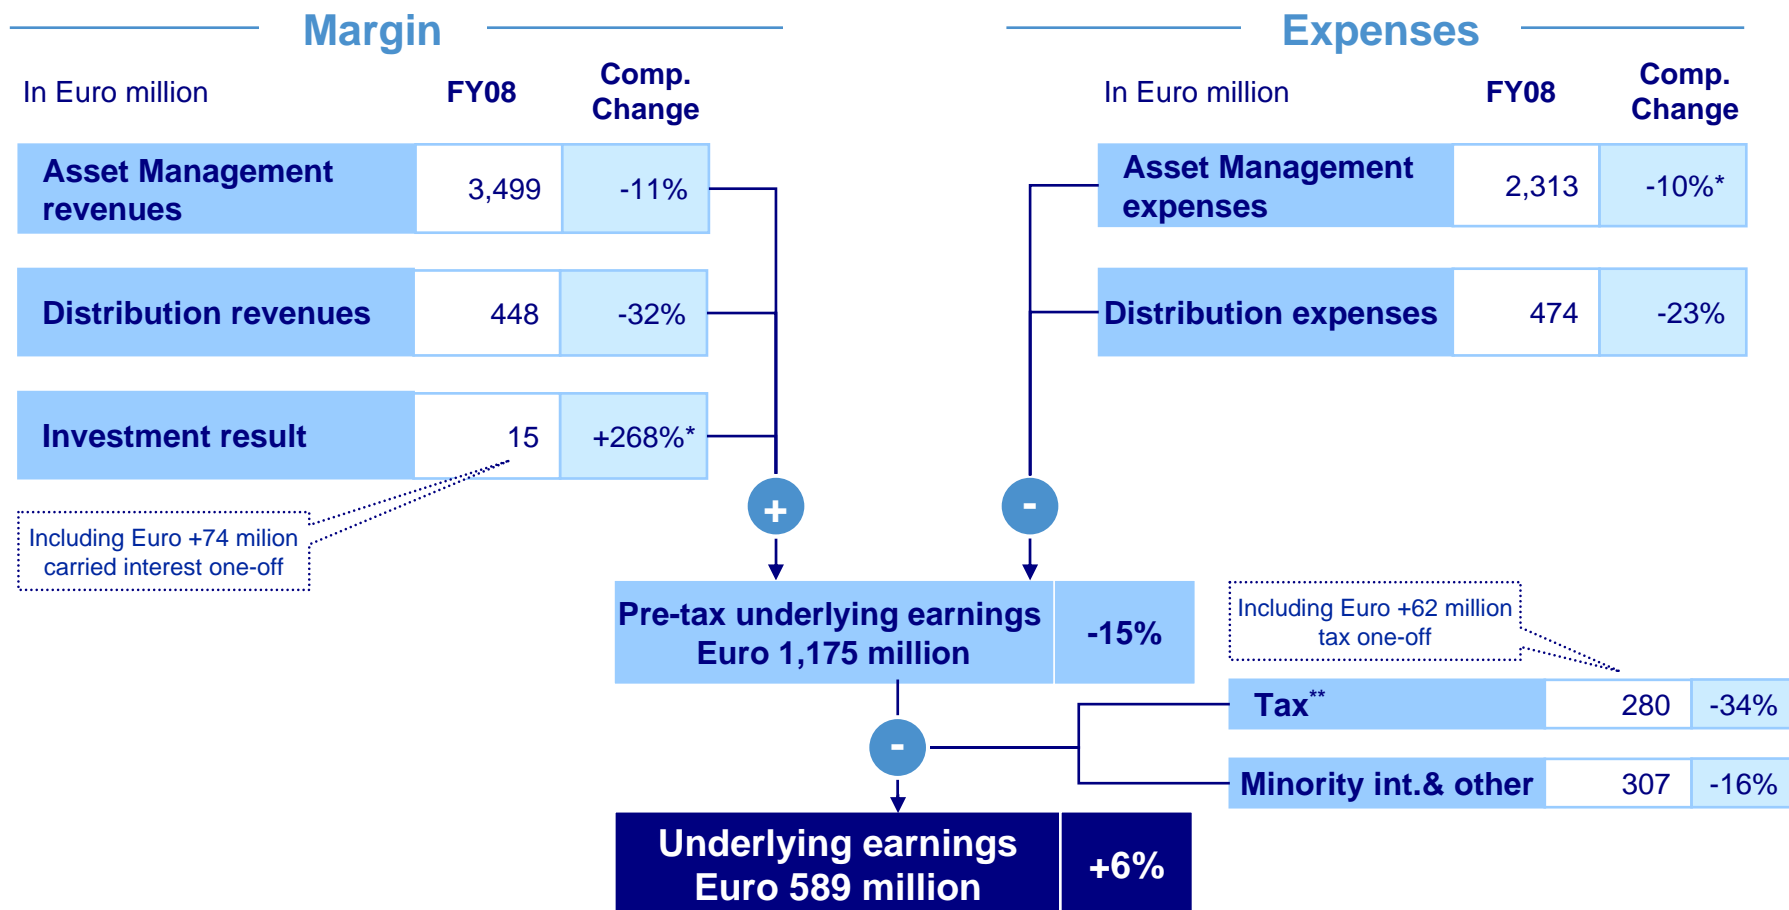 Margin
In Euro million FY08 Comp. Change
Asset Management revenues 3,499 -11%
Distribution revenues 448 -32%
Investment result 15 +268%*
Including Euro +74 milion
carried interest one-off
Expenses
In Euro million FY08 Comp. Change
Asset Management expenses 2,313 -10%*
Distribution expenses 474 -23%
+
-
Pre-tax underlying earnings
Euro 1,175 million
-15%
Including Euro +62 million
tax one-off
Tax** 280 -34%
-
Minority int.& other 307 -16%
Underlying earnings
Euro 589 million
+6%